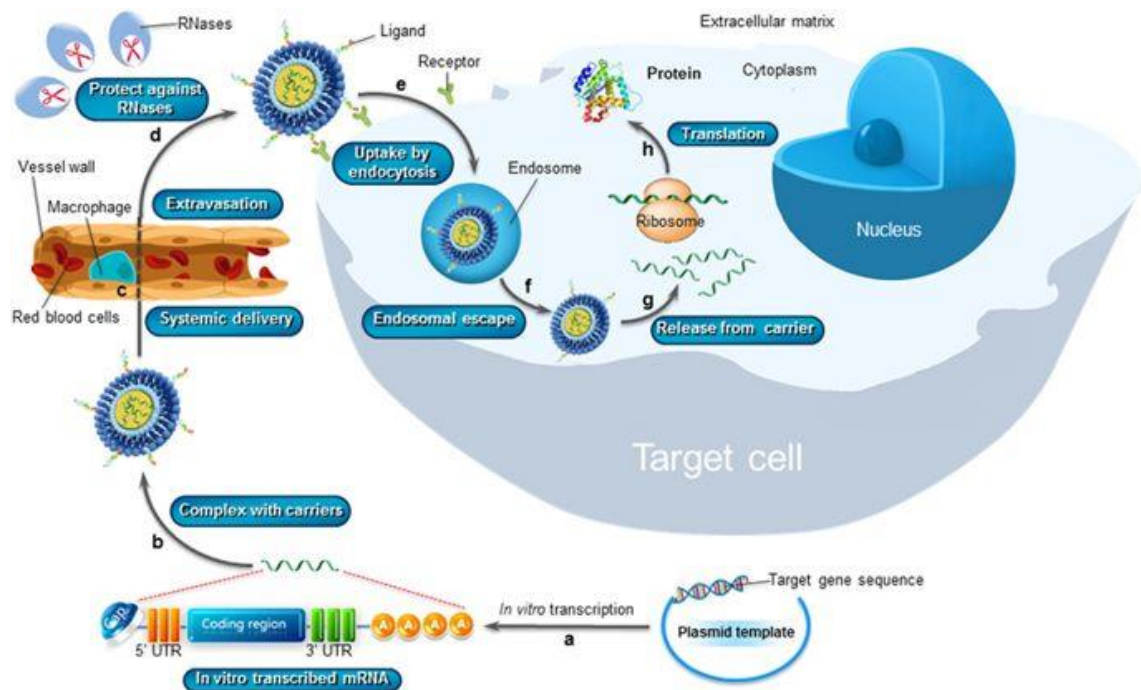 Extracellular matrix
RNases
Ligand
Receptor
Protein
Cytoplasm
Protect against
RNases
e
d
Translation
h
Uptake by
endocytosis
Endosome
Vessel wall
Macrophage
Extravasation
Ribosome
Nucleus
c
f
g
Red blood cells
Systemic delivery
Endosomal escape
Release from carrier
Target cell
Complex with carriers
b
Target gene sequence
In vitro transcription
Cap
Coding region
A A A A
a
Plasmid template
5' UTR
3' UTR
In vitro transcribed mRNA